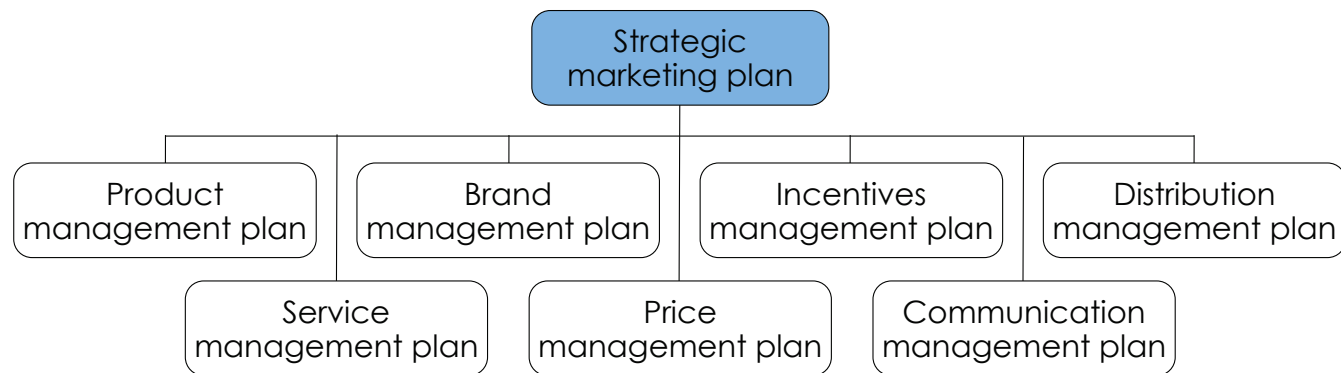 Strategic
marketing plan
Product
management plan
Brand
management plan
Incentives
management plan
Distribution
management plan
Service
management plan
Price
management plan
Communication
management plan